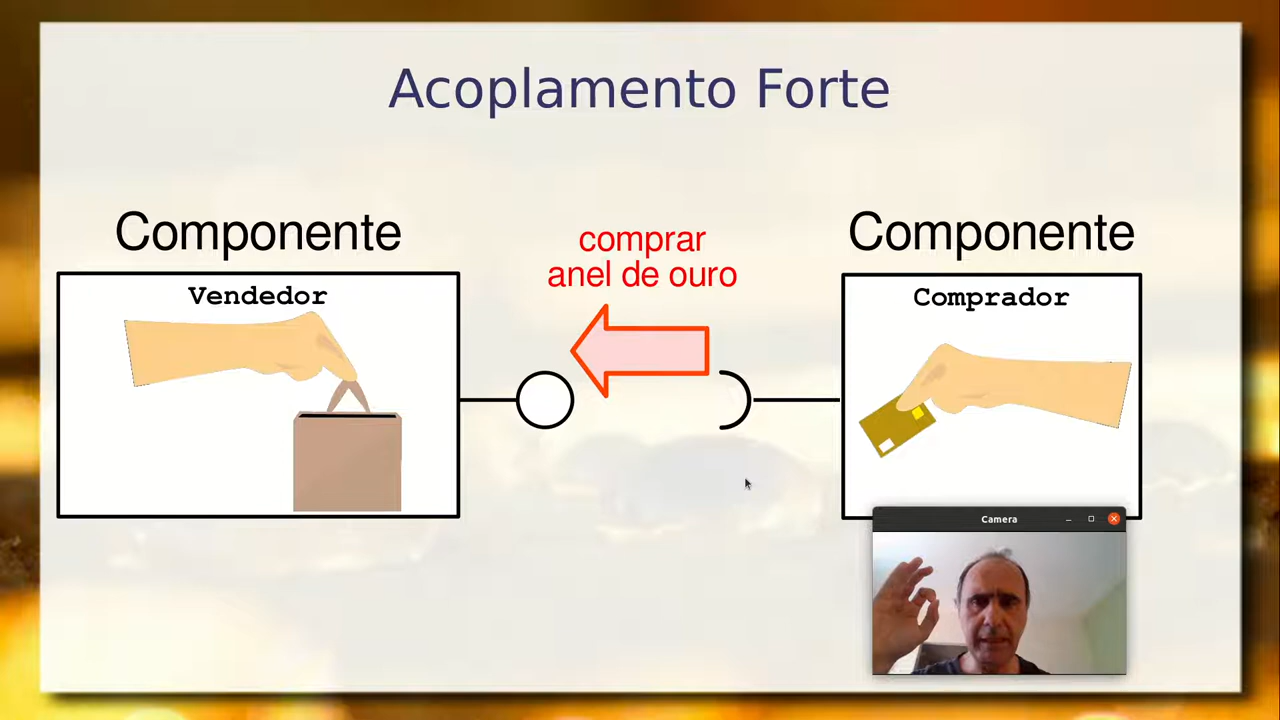 Acoplamento Forte
Componente
Vendedor
comprar
anel de ouro
Componente
Comprador
Camera